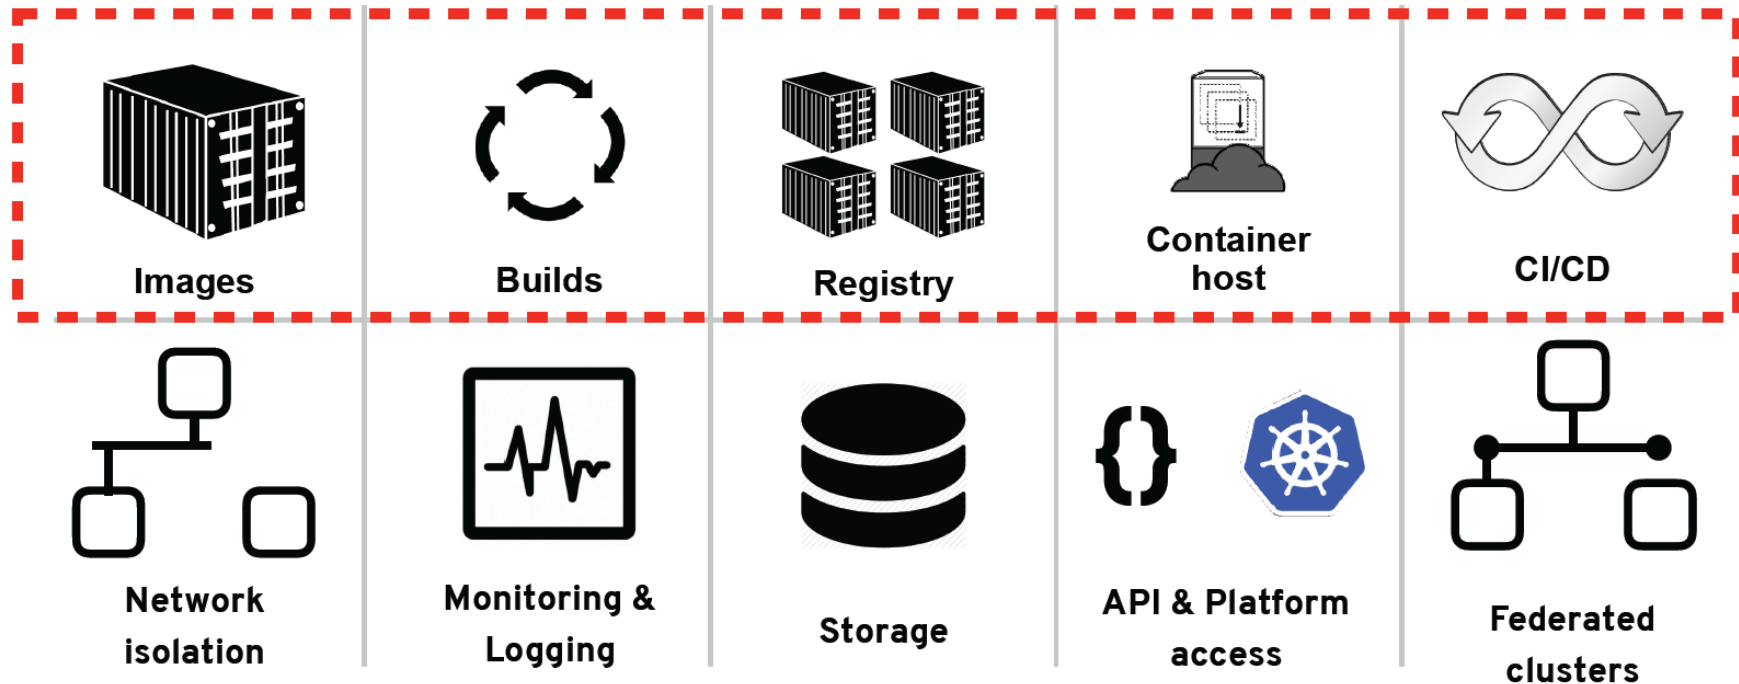 Images
Builds
Registry
Container
host
CI/CD
Network
isolation
Monitoring &
Logging
Storage
API & Platform
access
Federated
clusters